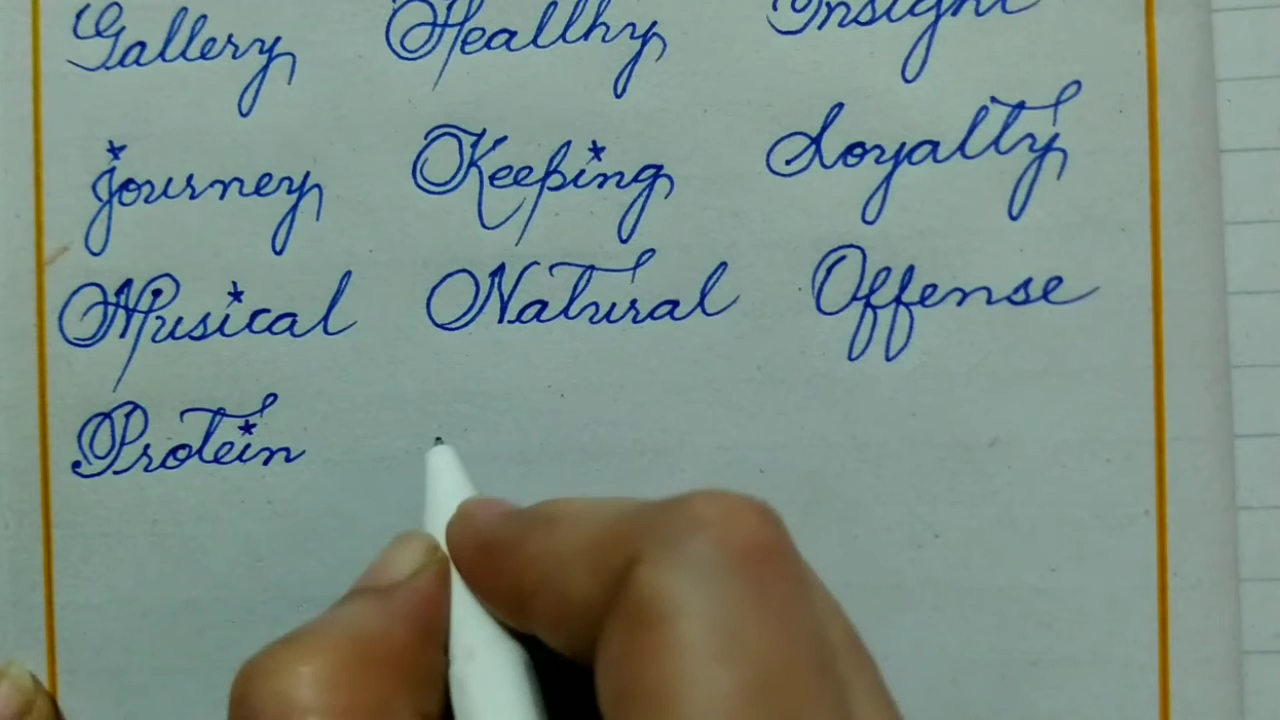 Gallery Healthy Insight
journey Keeping Loyalty
Musical Natural Offense
Protein